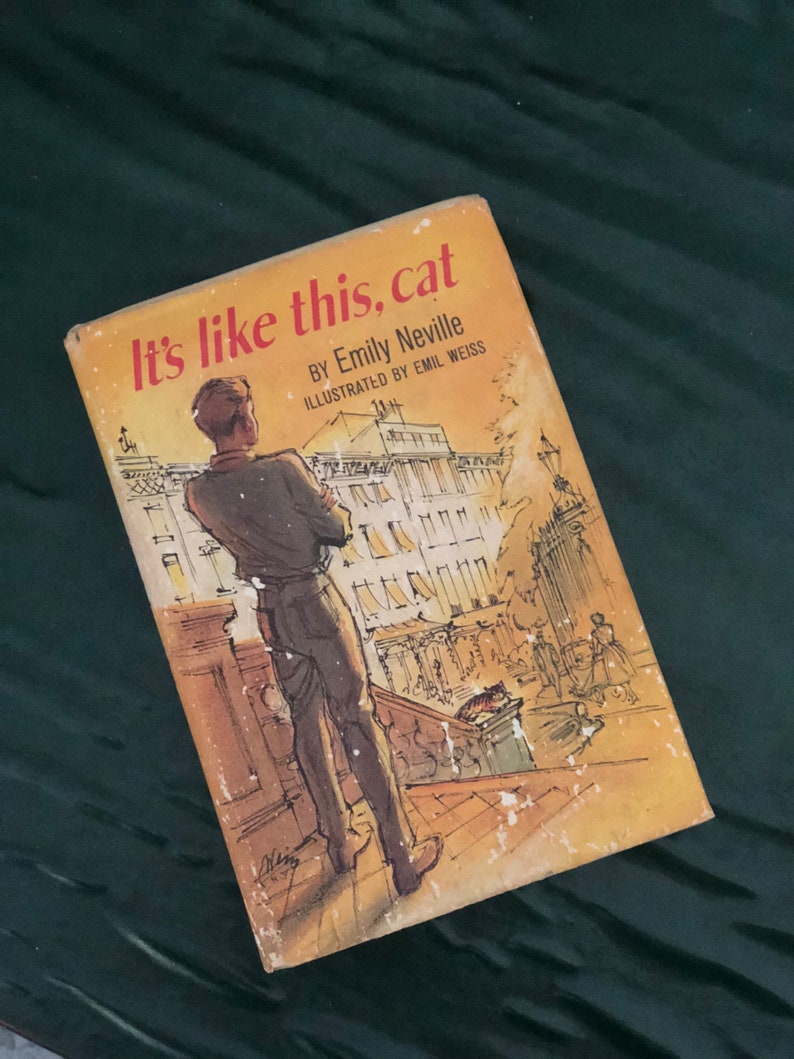 It's like this, cat
BY Emily Neville
ILLUSTRATED BY EMIL WEISS